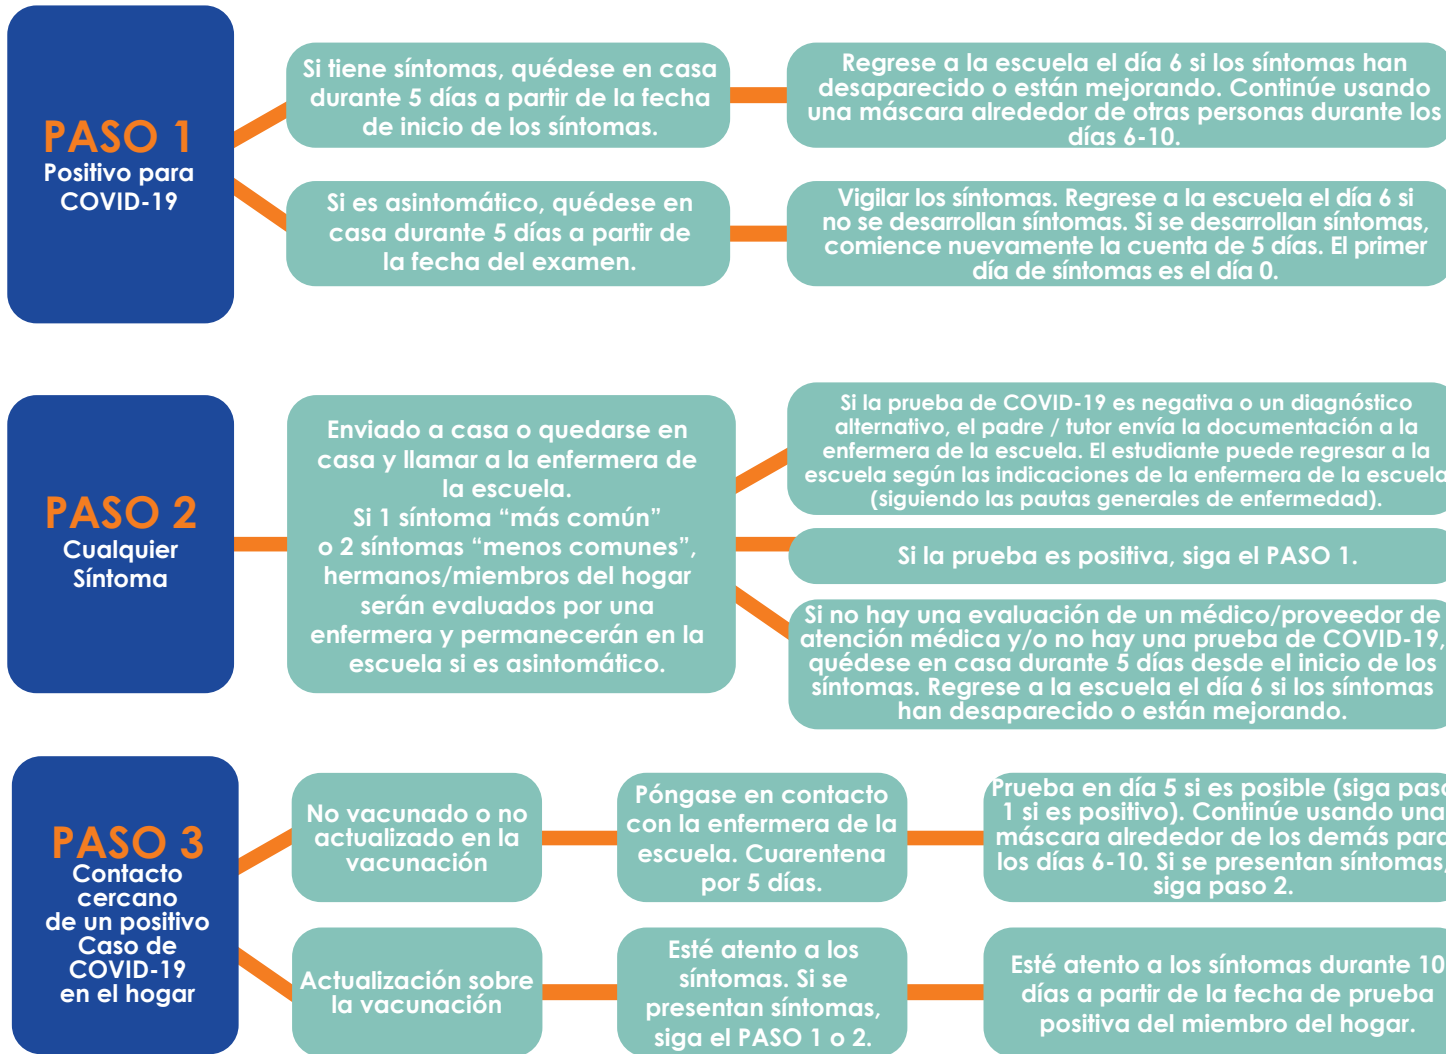 PASO 1
Positivo para
COVID-19
Si tiene síntomas, quédese en casa
durante 5 días a partir de la fecha
de inicio de los síntomas.
Regrese a la escuela el día 6 si los síntomas han
desaparecido o están mejorando. Continúe usando
una máscara alrededor de otras personas durante los
días 6-10.
Si es asintomático, quédese en
casa durante 5 días a partir de
la fecha del examen.
Vigilar los síntomas. Regrese a la escuela el día 6 si
no se desarrollan síntomas. Si se desarrollan síntomas,
comience nuevamente la cuenta de 5 días. El primer
día de síntomas es el día 0.
PASO 2
Cualquier
Síntoma
Enviado a casa o quedarse en
casa y llamar a la enfermera de
la escuela.
Si 1 síntoma “más común”
o 2 síntomas “menos comunes”,
hermanos/miembros del hogar
serán evaluados por una
enfermera y permanecerán en la
escuela si es asintomático.
Si la prueba de COVID-19 es negativa o un diagnóstico
alternativo, el padre / tutor envía la documentación a la
enfermera de la escuela. El estudiante puede regresar a la
escuela según las indicaciones de la enfermera de la escuela
(siguiendo las pautas generales de enfermedad).
Si la prueba es positiva, siga el PASO 1.
Si no hay una evaluación de un médico/proveedor de
atención médica y/o no hay una prueba de COVID-19,
quédese en casa durante 5 días desde el inicio de los
síntomas. Regrese a la escuela el día 6 si los síntomas
han desaparecido o están mejorando.
PASO 3
Contacto
cercano
de un positivo
Caso de
COVID-19
en el hogar
No vacunado o no
actualizado en la
vacunación
Póngase en contacto
con la enfermera de la
escuela. Cuarentena
por 5 días.
Prueba en día 5 si es posible (siga paso
1 si es positivo). Continúe usando una
máscara alrededor de los demás para
los días 6-10. Si se presentan síntomas,
siga paso 2.
Actualización sobre
la vacunación
Esté atento a los
síntomas. Si se
presentan síntomas,
siga el PASO 1 o 2.
Esté atento a los síntomas durante 10
días a partir de la fecha de prueba
positiva del miembro del hogar.